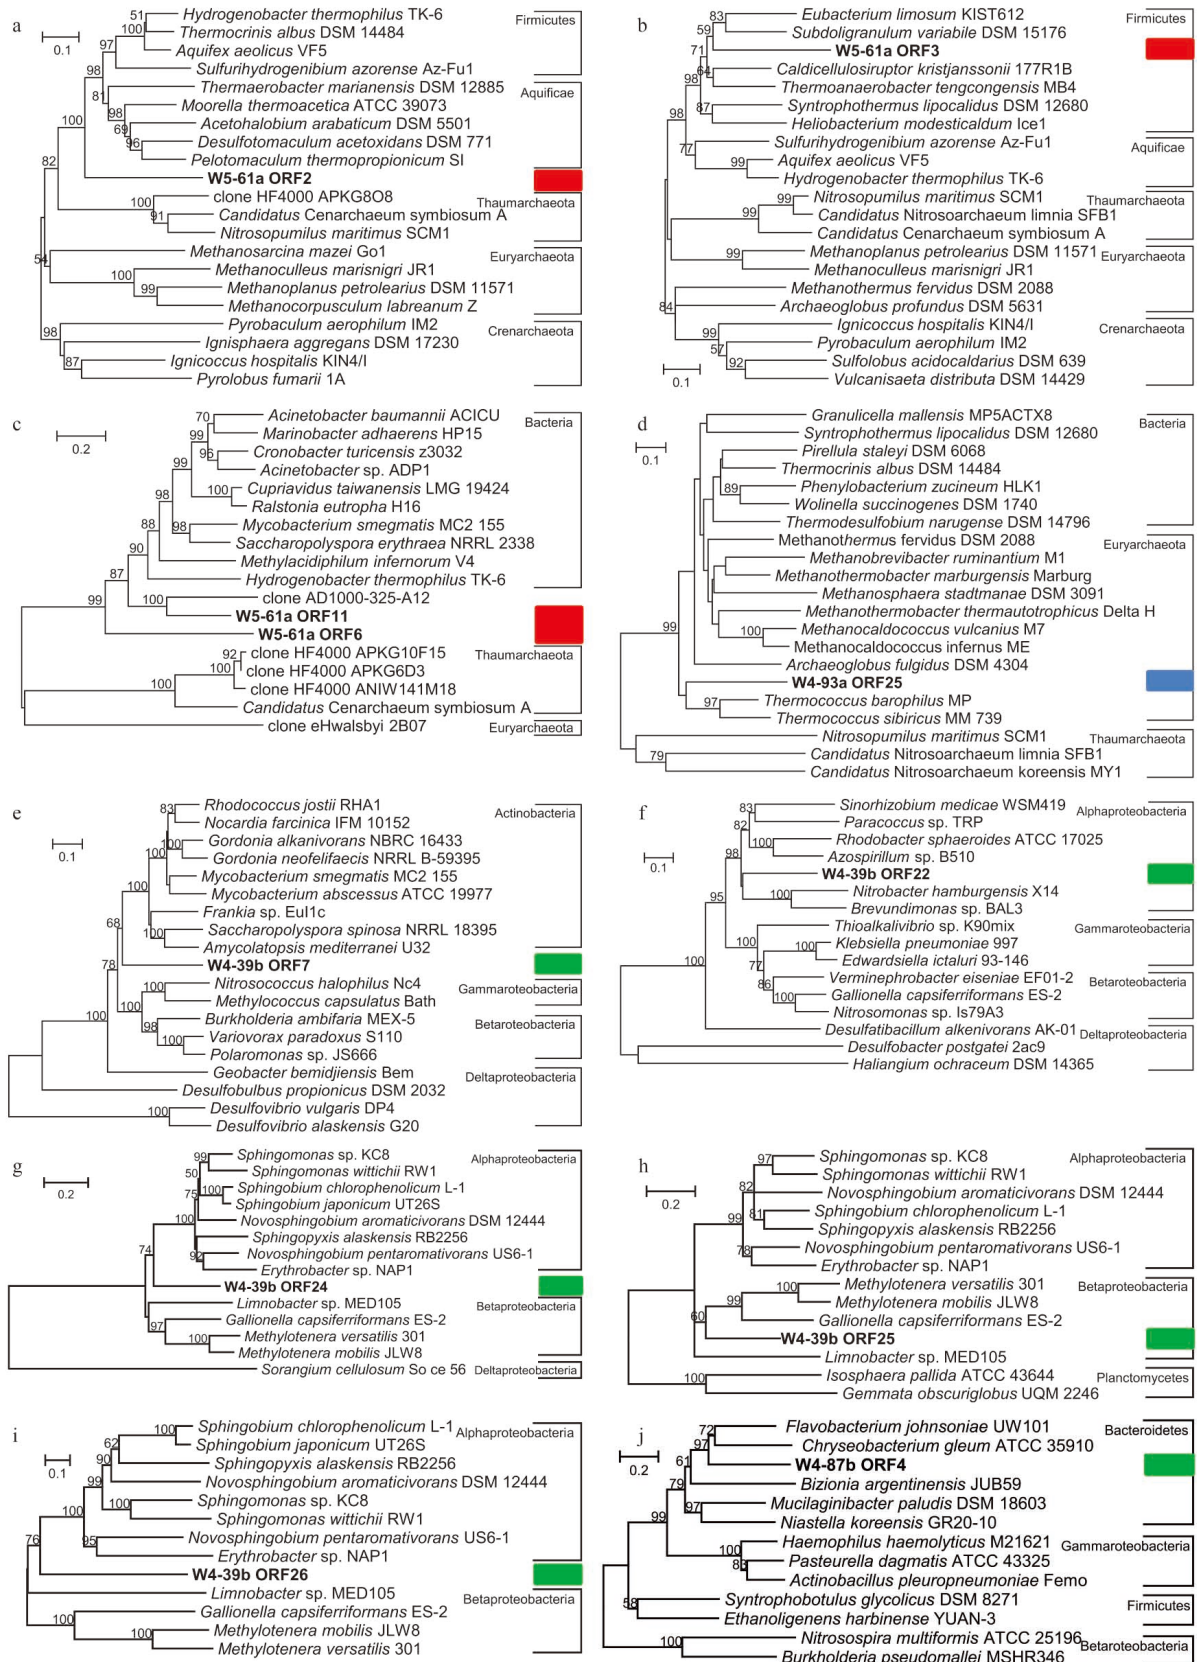 a
0.1
51
Hydrogenobacter thermophilus TK-6
Firmicutes
100
Thermocrinis albus DSM 14484
97
Aquifex aeolicus VF5
98
Sulfurihydrogenibium azorense Az-Fu1
81
Thermaerobacter marianensis DSM 12885
Aquificae
98
Moorella thermoacetica ATCC 39073
69
Acetohalobium arabaticum DSM 5501
100
96
Desulfotomaculum acetoxidans DSM 771
Pelotomaculum thermopropionicum SI
82
W5-61a ORF2
100
clone HF4000 APKG8O8
Thaumarchaeota
91
Candidatus Cenarchaeum symbiosum A
Nitrosopumilus maritimus SCM1
54
Methanosarcina mazei Go1
Euryarchaeota
100
Methanoculleus marisnigri JR1
99
Methanoplanus petrolearius DSM 11571
Methanocorpusculum labreanum Z
98
Pyrobaculum aerophilum IM2
Crenarchaeota
Ignisphaera aggregans DSM 17230
87
Ignicoccus hospitalis KIN4/I
Pyrolobus fumarii 1A
b
83
Eubacterium limosum KIST612
Firmicutes
59
Subdoligranulum variabile DSM 15176
71
W5-61a ORF3
64
Caldicellulosiruptor kristjanssonii 177R1B
98
Thermoanaerobacter tengcongensis MB4
87
Syntrophothermus lipocalidus DSM 12680
98
Heliobacterium modesticaldum Ice1
77
Sulfurihydrogenibium azorense Az-Fu1
Aquificae
99
Aquifex aeolicus VF5
Hydrogenobacter thermophilus TK-6
99
Nitrosopumilus maritimus SCM1
Thaumarchaeota
99
Candidatus Nitrosoarchaeum limnia SFB1
Candidatus Cenarchaeum symbiosum A
99
Methanoplanus petrolearius DSM 11571
Euryarchaeota
Methanoculleus marisnigri JR1
84
Methanothermus fervidus DSM 2088
Archaeoglobus profundus DSM 5631
99
Ignicoccus hospitalis KIN4/I
Crenarchaeota
57
Pyrobaculum aerophilum IM2
92
Sulfolobus acidocaldarius DSM 639
0.1
Vulcanisaeta distributa DSM 14429
c
0.2
70
Acinetobacter baumannii ACICU
Bacteria
99
Marinobacter adhaerens HP15
96
Cronobacter turicensis z3032
99
Acinetobacter sp. ADP1
100
Cupriavidus taiwanensis LMG 19424
98
Ralstonia eutropha H16
98
Mycobacterium smegmatis MC2 155
88
Saccharopolyspora erythraea NRRL 2338
90
Methylacidiphilum infernorum V4
87
Hydrogenobacter thermophilus TK-6
100
clone AD1000-325-A12
99
W5-61a ORF11
W5-61a ORF6
92
clone HF4000 APKG10F15
Thaumarchaeota
100
clone HF4000 APKG6D3
100
clone HF4000 ANIW141M18
Candidatus Cenarchaeum symbiosum A
clone eHwalsbyi 2B07
Euryarchaeota
d
0.1
Granulicella mallensis MP5ACTX8
Bacteria
Syntrophothermus lipocalidus DSM 12680
Pirellula staleyi DSM 6068
Thermocrinis albus DSM 14484
89
Phenylobacterium zucineum HLK1
Wolinella succinogenes DSM 1740
Thermodesulfobium narugense DSM 14796
Methanothermus fervidus DSM 2088
Euryarchaeota
Methanobrevibacter ruminantium M1
Methanothermobacter marburgensis Marburg
Methanosphaera stadtmanae DSM 3091
Methanothermobacter thermautotrophicus Delta H
99
100
Methanocaldococcus vulcanius M7
Methanocaldococcus infernus ME
Archaeoglobus fulgidus DSM 4304
W4-93a ORF25
97
Thermococcus barophilus MP
Thermococcus sibiricus MM 739
Nitrosopumilus maritimus SCM1
Thaumarchaeota
79
Candidatus Nitrosoarchaeum limnia SFB1
Candidatus Nitrosoarchaeum koreensis MY1
e
0.1
83
Rhodococcus jostii RHA1
Actinobacteria
Nocardia farcinica IFM 10152
100
Gordonia alkanivorans NBRC 16433
100
Gordonia neofelifaecis NRRL B-59395
Mycobacterium smegmatis MC2 155
100
Mycobacterium abscessus ATCC 19977
68
Frankia sp. EuI1c
100
Saccharopolyspora spinosa NRRL 18395
Amycolatopsis mediterranei U32
78
W4-39b ORF7
100
Nitrosococcus halophilus Nc4
Gammaroteobacteria
100
Methylococcus capsulatus Bath
100
98
Burkholderia ambifaria MEX-5
Betaroteobacteria
100
Variovorax paradoxus S110
Polaromonas sp. JS666
Geobacter bemidjiensis Bem
Deltaproteobacteria
Desulfobulbus propionicus DSM 2032
100
Desulfovibrio vulgaris DP4
Desulfovibrio alaskensis G20
f
0.1
83
Sinorhizobium medicae WSM419
Alphaproteobacteria
82
Paracoccus sp. TRP
100
Rhodobacter sphaeroides ATCC 17025
98
Azospirillum sp. B510
W4-39b ORF22
95
100
Nitrobacter hamburgensis X14
Brevundimonas sp. BAL3
Thioalkalivibrio sp. K90mix
Gammaroteobacteria
100
100
Klebsiella pneumoniae 997
77
Edwardsiella ictaluri 93-146
100
86
Verminephrobacter eiseniae EF01-2
Betaroteobacteria
100
Gallionella capsiferriformans ES-2
Nitrosomonas sp. Is79A3
Desulfatibacillum alkenivorans AK-01
Deltaproteobacteria
Desulfobacter postgatei 2ac9
Haliangium ochraceum DSM 14365
g
0.2
99
Sphingomonas sp. KC8
Alphaproteobacteria
50
Sphingomonas wittichii RW1
75
100
Sphingobium chlorophenolicum L-1
Sphingobium japonicum UT26S
100
Novosphingobium aromaticivorans DSM 12444
Sphingopyxis alaskensis RB2256
74
92
Novosphingobium pentaromativorans US6-1
Erythrobacter sp. NAP1
W4-39b ORF24
Limnobacter sp. MED105
Betaproteobacteria
97
Gallionella capsiferriformans ES-2
100
Methylotenera versatilis 301
Methylotenera mobilis JLW8
Sorangium cellulosum So ce 56
Deltaproteobacteria
h
0.2
97
Sphingomonas sp. KC8
Alphaproteobacteria
Sphingomonas wittichii RW1
82
Novosphingobium aromaticivorans DSM 12444
99
81
Sphingobium chlorophenolicum L-1
Sphingopyxis alaskensis RB2256
78
Novosphingobium pentaromativorans US6-1
Erythrobacter sp. NAP1
100
Methylotenera versatilis 301
Betaproteobacteria
99
Methylotenera mobilis JLW8
60
Gallionella capsiferriformans ES-2
W4-39b ORF25
Limnobacter sp. MED105
100
Isosphaera pallida ATCC 43644
Planctomycetes
Gemmata obscuriglobus UQM 2246
i
0.1
100
Sphingobium chlorophenolicum L-1
Alphaproteobacteria
62
Sphingobium japonicum UT26S
90
Sphingopyxis alaskensis RB2256
99
Novosphingobium aromaticivorans DSM 12444
100
Sphingomonas sp. KC8
100
Sphingomonas wittichii RW1
76
95
Novosphingobium pentaromativorans US6-1
Erythrobacter sp. NAP1
W4-39b ORF26
Limnobacter sp. MED105
Betaproteobacteria
100
Gallionella capsiferriformans ES-2
100
Methylotenera mobilis JLW8
Methylotenera versatilis 301
j
0.2
72
Flavobacterium johnsoniae UW101
Bacteroidetes
97
Chryseobacterium gleum ATCC 35910
61
W4-87b ORF4
79
Bizionia argentinensis JUB59
97
Mucilaginibacter paludis DSM 18603
99
Niastella koreensis GR20-10
100
Haemophilus haemolyticus M21621
Gammaroteobacteria
83
Pasteurella dagmatis ATCC 43325
Actinobacillus pleuropneumoniae Femo
58
Syntrophobotulus glycolicus DSM 8271
Firmicutes
Ethanoligenens harbinense YUAN-3
100
Nitrosospira multiformis ATCC 25196
Betaroteobacteria
Burkholderia pseudomallei MSHR346